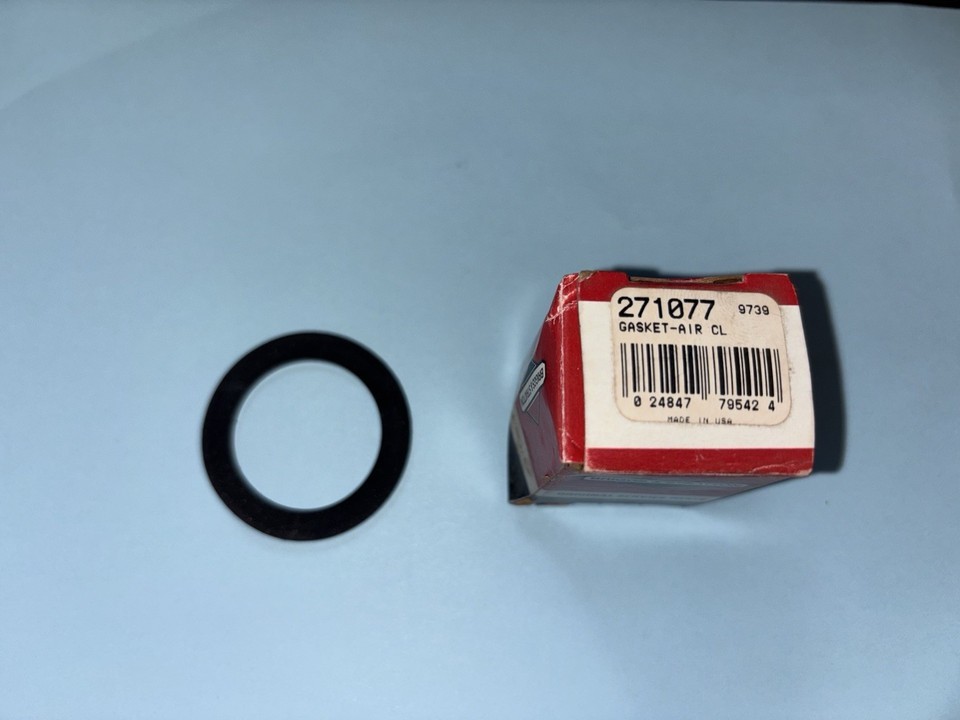 271077 9739
GASKET-AIR CL
0 24847 79542 4
MADE IN USA